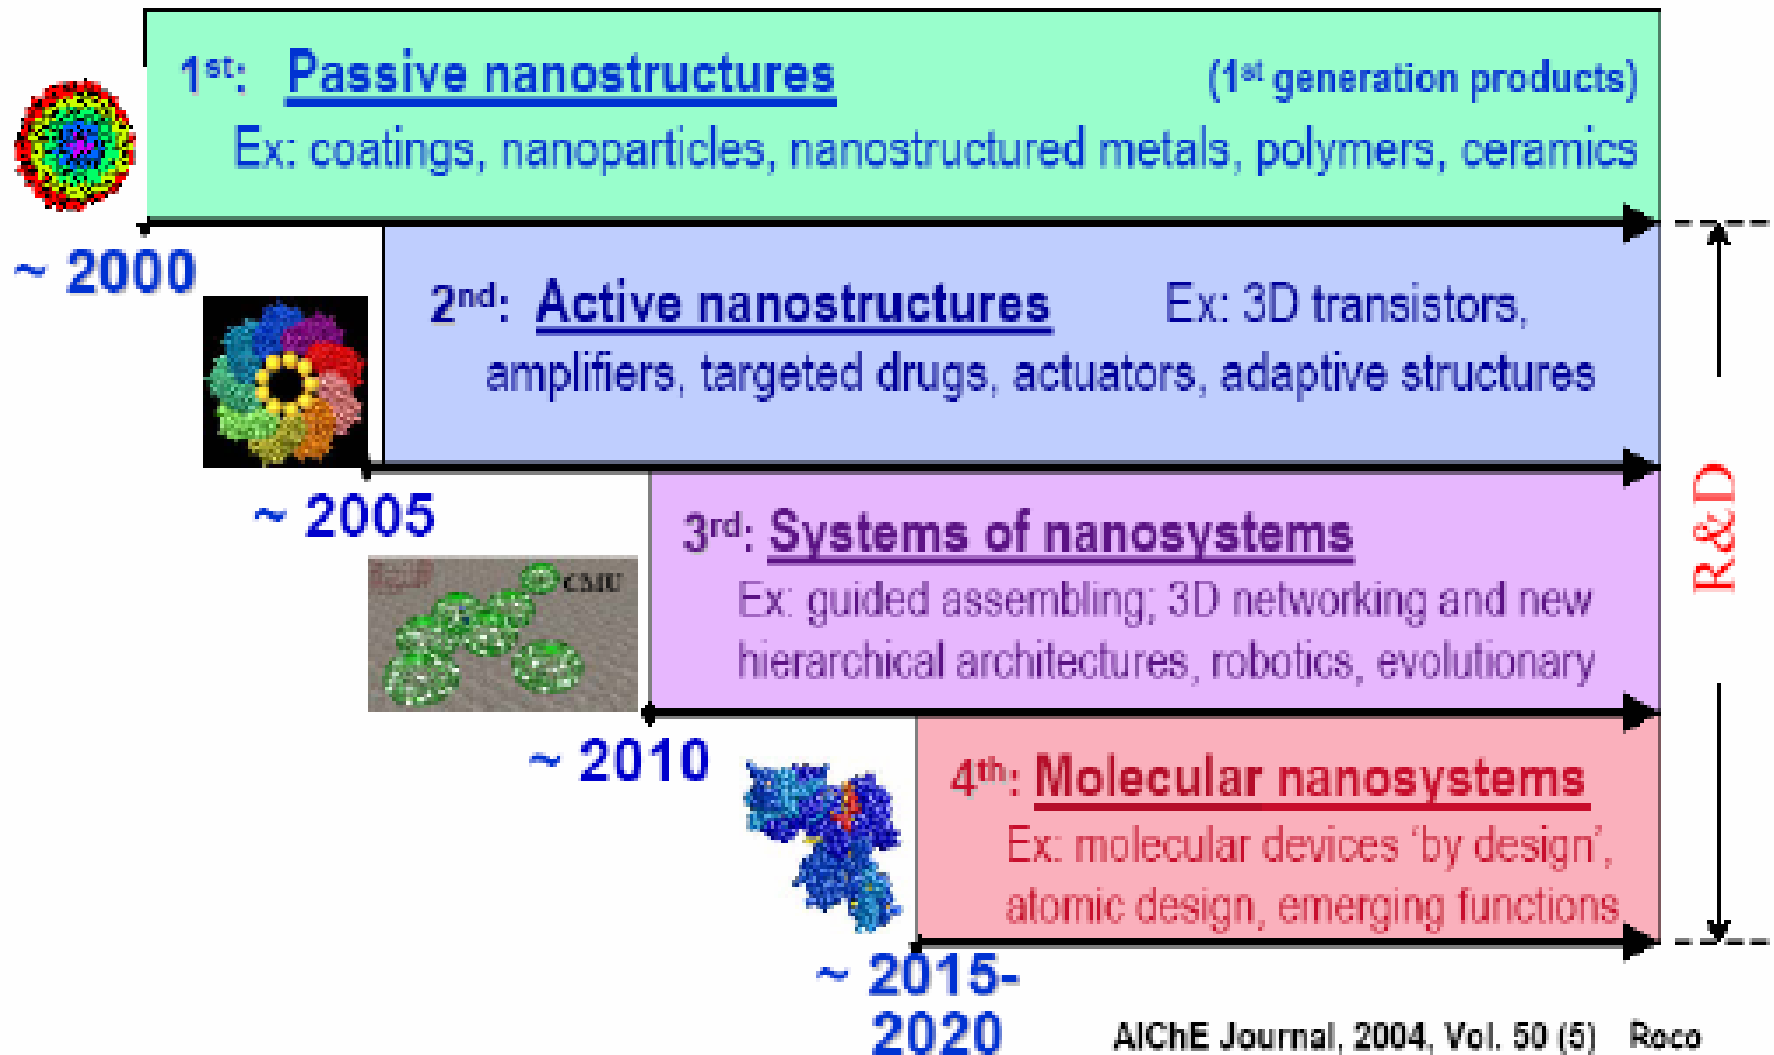 1st: Passive nanostructures (1st generation products)
Ex: coatings, nanoparticles, nanostructured metals, polymers, ceramics
~ 2000
2nd: Active nanostructures Ex: 3D transistors,
amplifiers, targeted drugs, actuators, adaptive structures
~ 2005
3rd: Systems of nanosystems
Ex: guided assembling; 3D networking and new
hierarchical architectures, robotics, evolutionary
CMU
~ 2010
4th: Molecular nanosystems
Ex: molecular devices ‘by design’,
atomic design, emerging functions
~ 2015-
2020
R&D
AIChE Journal, 2004, Vol. 50 (5) Roco